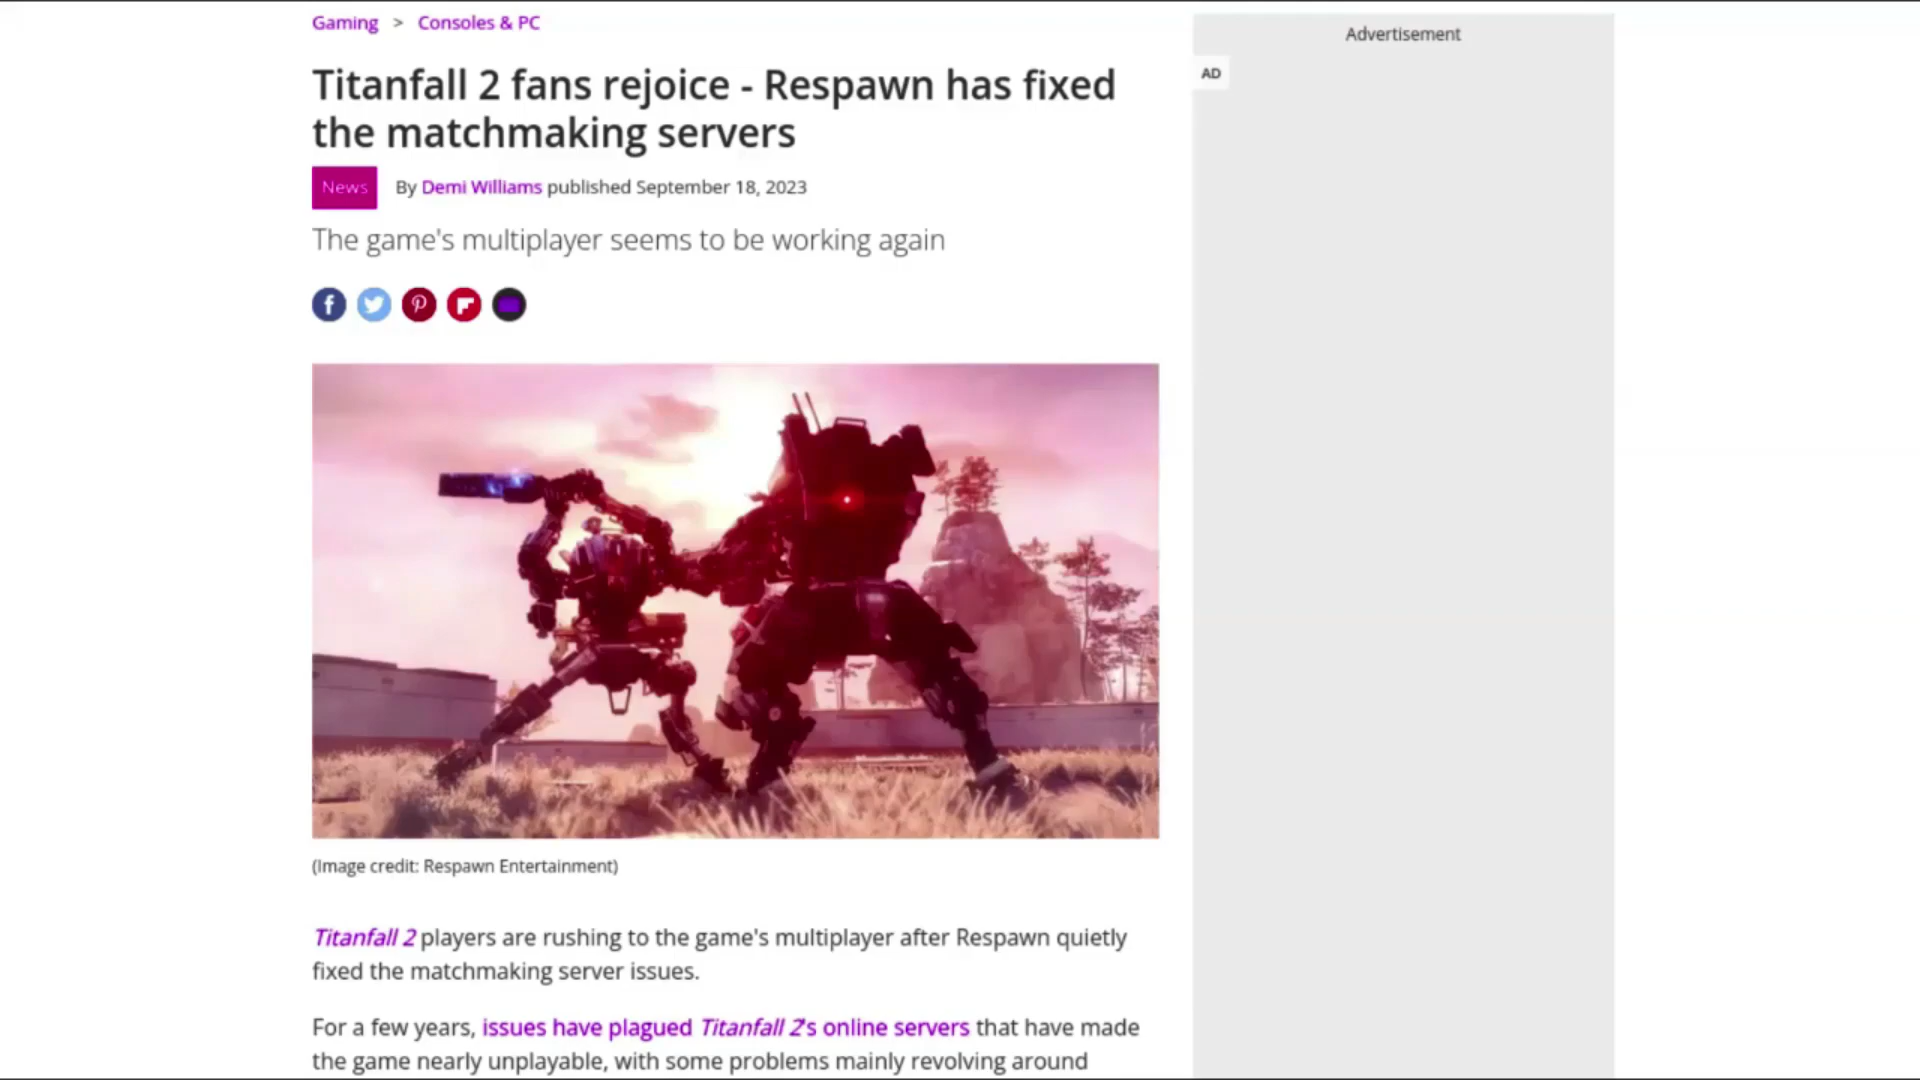 Gaming > Consoles & PC
Advertisement
AD
Titanfall 2 fans rejoice - Respawn has fixed
the matchmaking servers
News By Demi Williams published September 18, 2023
The game's multiplayer seems to be working again
(Image credit: Respawn Entertainment)
Titanfall 2 players are rushing to the game's multiplayer after Respawn quietly
fixed the matchmaking server issues.
For a few years, issues have plagued Titanfall 2's online servers that have made
the game nearly unplayable, with some problems mainly revolving around